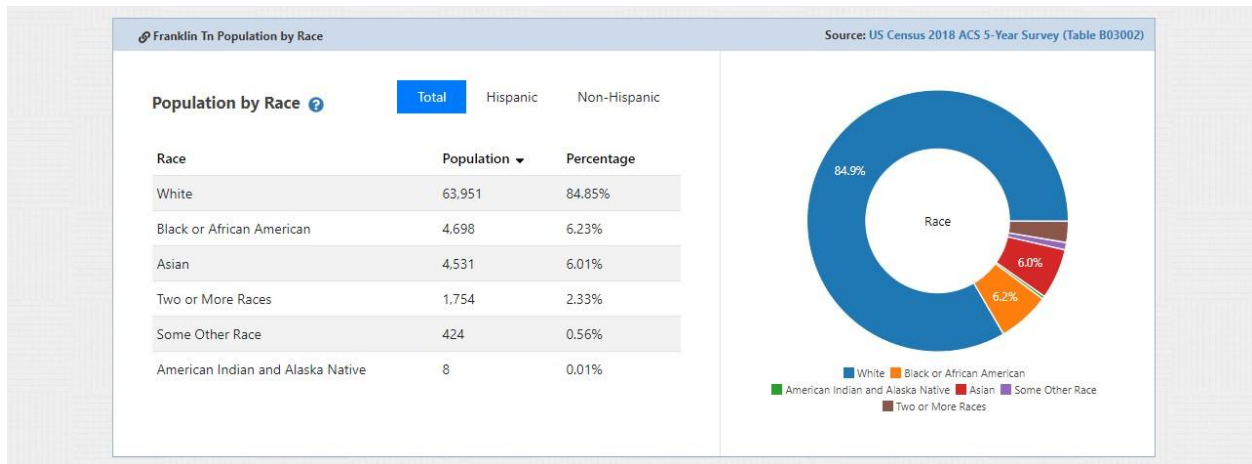 Franklin Tn Population by Race
Source: US Census 2018 ACS 5-Year Survey (Table B03002)
Population by Race ?
Total Hispanic Non-Hispanic
Race Population Percentage
White 63,951 84.85%
Black or African American 4,698 6.23%
Asian 4,531 6.01%
Two or More Races 1,754 2.33%
Some Other Race 424 0.56%
American Indian and Alaska Native 8 0.01%
84.9%
Race
6.0%
6.2%
White Black or African American
American Indian and Alaska Native Asian Some Other Race
Two or More Races